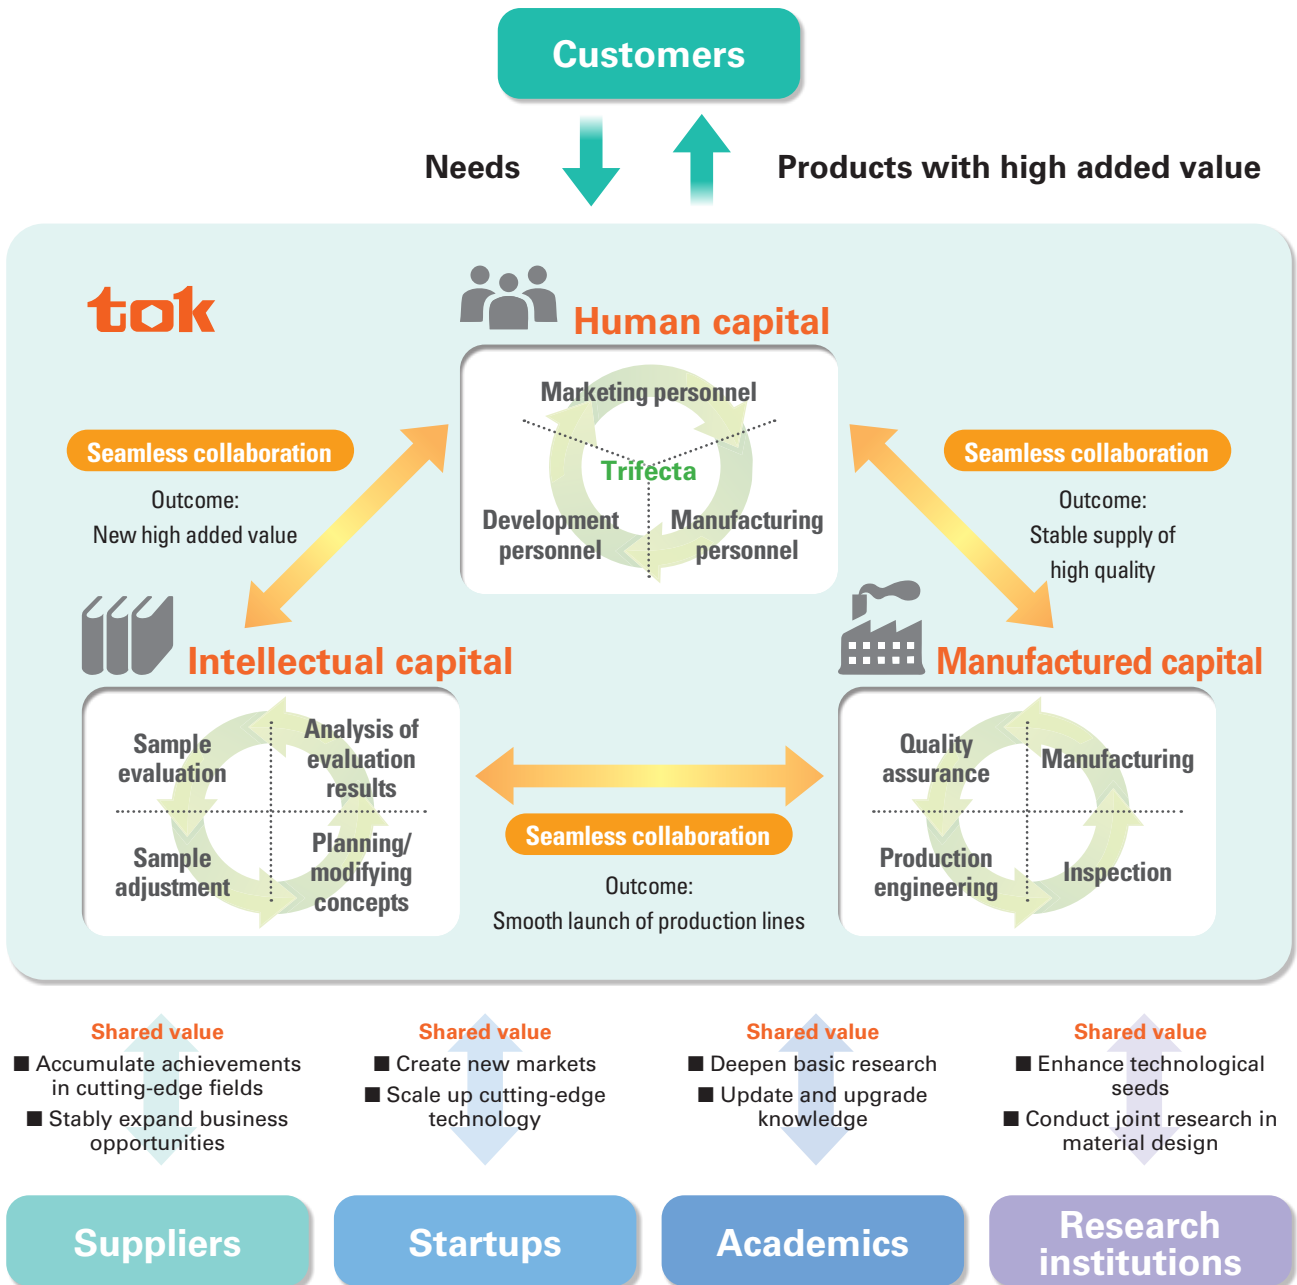 Customers
Needs
Products with high added value
tok
Human capital
Marketing personnel
Trifecta
Development
personnel
Manufacturing
personnel
Seamless collaboration
Outcome:
New high added value
Seamless collaboration
Outcome:
Stable supply of
high quality
Intellectual capital
Sample
evaluation
Analysis of
evaluation
results
Sample
adjustment
Planning/
modifying
concepts
Seamless collaboration
Outcome:
Smooth launch of production lines
Manufactured capital
Quality
assurance
Manufacturing
Production
engineering
Inspection
Shared value
■ Accumulate achievements
in cutting-edge fields
■ Stably expand business
opportunities
Suppliers
Shared value
■ Create new markets
■ Scale up cutting-edge
technology
Startups
Shared value
■ Deepen basic research
■ Update and upgrade
knowledge
Academics
Shared value
■ Enhance technological
seeds
■ Conduct joint research in
material design
Research
institutions